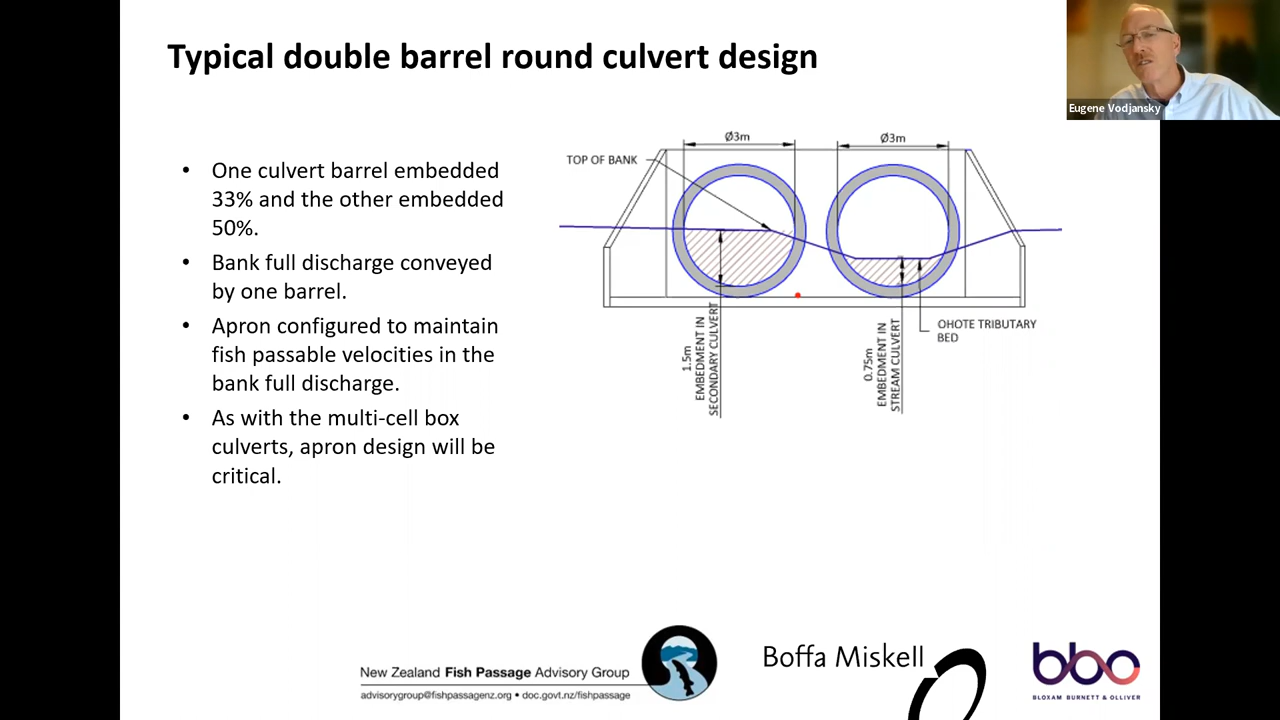 Typical double barrel round culvert design
Eugene Vodjansky
• One culvert barrel embedded
33% and the other embedded
50%.
• Bank full discharge conveyed
by one barrel.
• Apron configured to maintain
fish passable velocities in the
bank full discharge.
• As with the multi-cell box
culverts, apron design will be
critical.
Ø3m
Ø3m
TOP OF BANK
1.5m
EMBEDMENT IN
SECONDARY CULVERT
0.75m
EMBEDMENT IN
STREAM CULVERT
OHOTE TRIBUTARY
BED
New Zealand Fish Passage Advisory Group
advisorygroup@fishpassagenz.org • doc.govt.nz/fishpassage
Boffa Miskell
bbo
BLOXAM BURNETT & OLLIVER